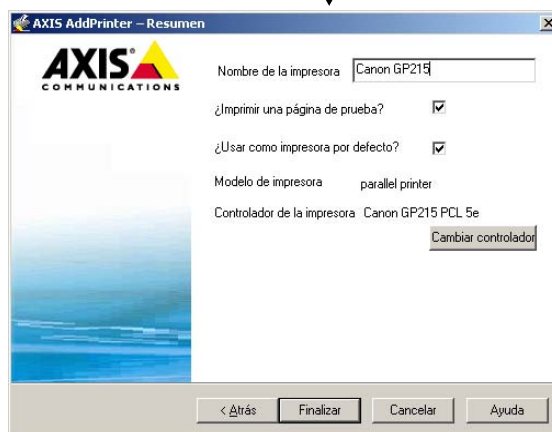 AXIS AddPrinter – Resumen
AXIS
COMMUNICATIONS
Nombre de la impresora Canon GP215
¿Imprimir una página de prueba?
¿Usar como impresora por defecto?
Modelo de impresora parallel printer
Controlador de la impresora Canon GP215 PCL 5e
Cambiar controlador
< Atrás Finalizar Cancelar Ayuda